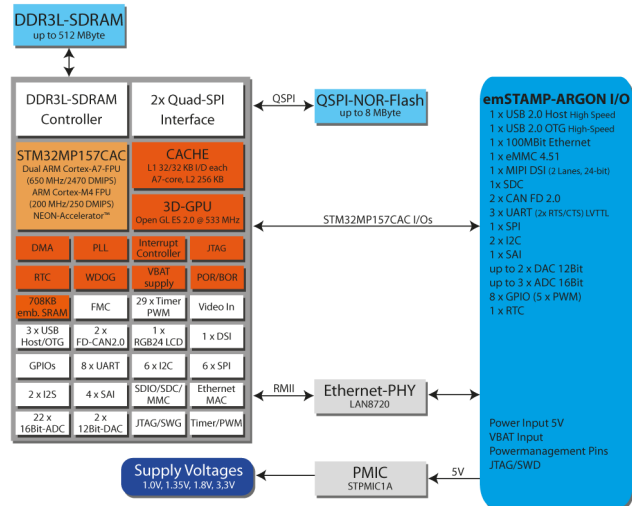 DDR3L-SDRAM
up to 512 MByte
DDR3L-SDRAM
Controller
2x Quad-SPI
Interface
QSPI
QSPI-NOR-Flash
up to 8 MByte
STM32MP157CAC
Dual ARM Cortex-A7-FPU
(650 MHz/2470 DMIPS)
ARM Cortex-M4 FPU
(200 MHz/250 DMIPS)
NEON-Accelerator™
CACHE
L1 32/32 KB I/D each
A7-core, L2 256 KB
3D-GPU
Open GL ES 2.0 @ 533 MHz
STM32MP157CAC I/Os
DMA
PLL
Interrupt
Controller
JTAG
RTC
WDOG
VBAT
supply
POR/BOR
708KB
emb. SRAM
FMC
29 x Timer
PWM
Video In
3 x USB
Host/OTG
2 x
FD-CAN2.0
1 x
RGB24 LCD
1 x DSI
GPIOs
8 x UART
6 x I2C
6 x SPI
2 x I2S
4 x SAI
SDIO/SDC/
MMC
Ethernet
MAC
22 x
16Bit-ADC
2 x
12Bit-DAC
JTAG/SWG
Timer/PWM
RMII
Ethernet-PHY
LAN8720
Supply Voltages
1.0V, 1.35V, 1.8V, 3,3V
PMIC
STPMIC1A
5V
emSTAMP-ARGON I/O
1 x USB 2.0 Host High Speed
1 x USB 2.0 OTG High-Speed
1 x 100MBit Ethernet
1 x eMMC 4.51
1 x MIPI DSI (2 Lanes, 24-bit)
1x SDC
2 x CAN FD 2.0
3 x UART (2x RTS/CTS) LVTTL
1 x SPI
2 x I2C
1 x SAI
up to 2 x DAC 12Bit
up to 3 x ADC 16Bit
8 x GPIO (5 x PWM)
1 x RTC
Power Input 5V
VBAT Input
Powermanagement Pins
JTAG/SWD